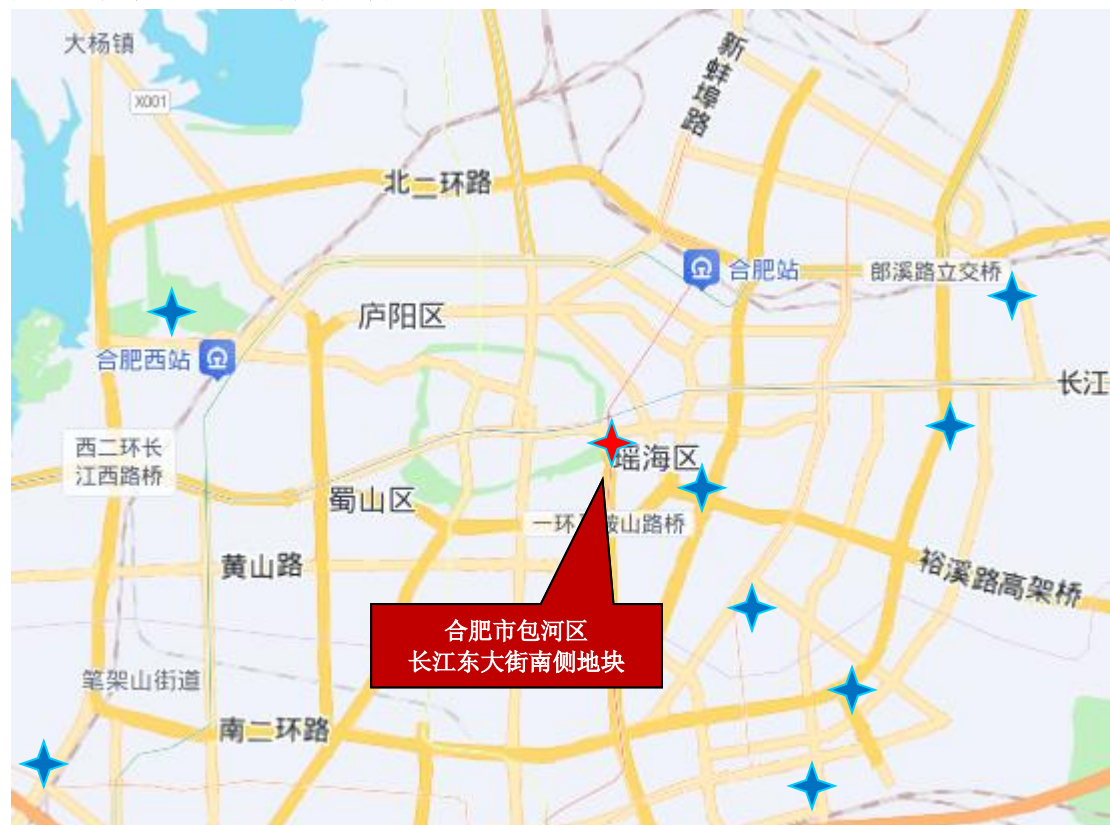 大杨镇
X001
新蚌埠路
北二环路
合肥站
郎溪路立交桥
庐阳区
合肥西站
长江
西二环长
江西路桥
瑶海区
蜀山区
一环
鞍山路桥
黄山路
裕溪路高架桥
合肥市包河区
长江东大街南侧地块
笔架山街道
南二环路